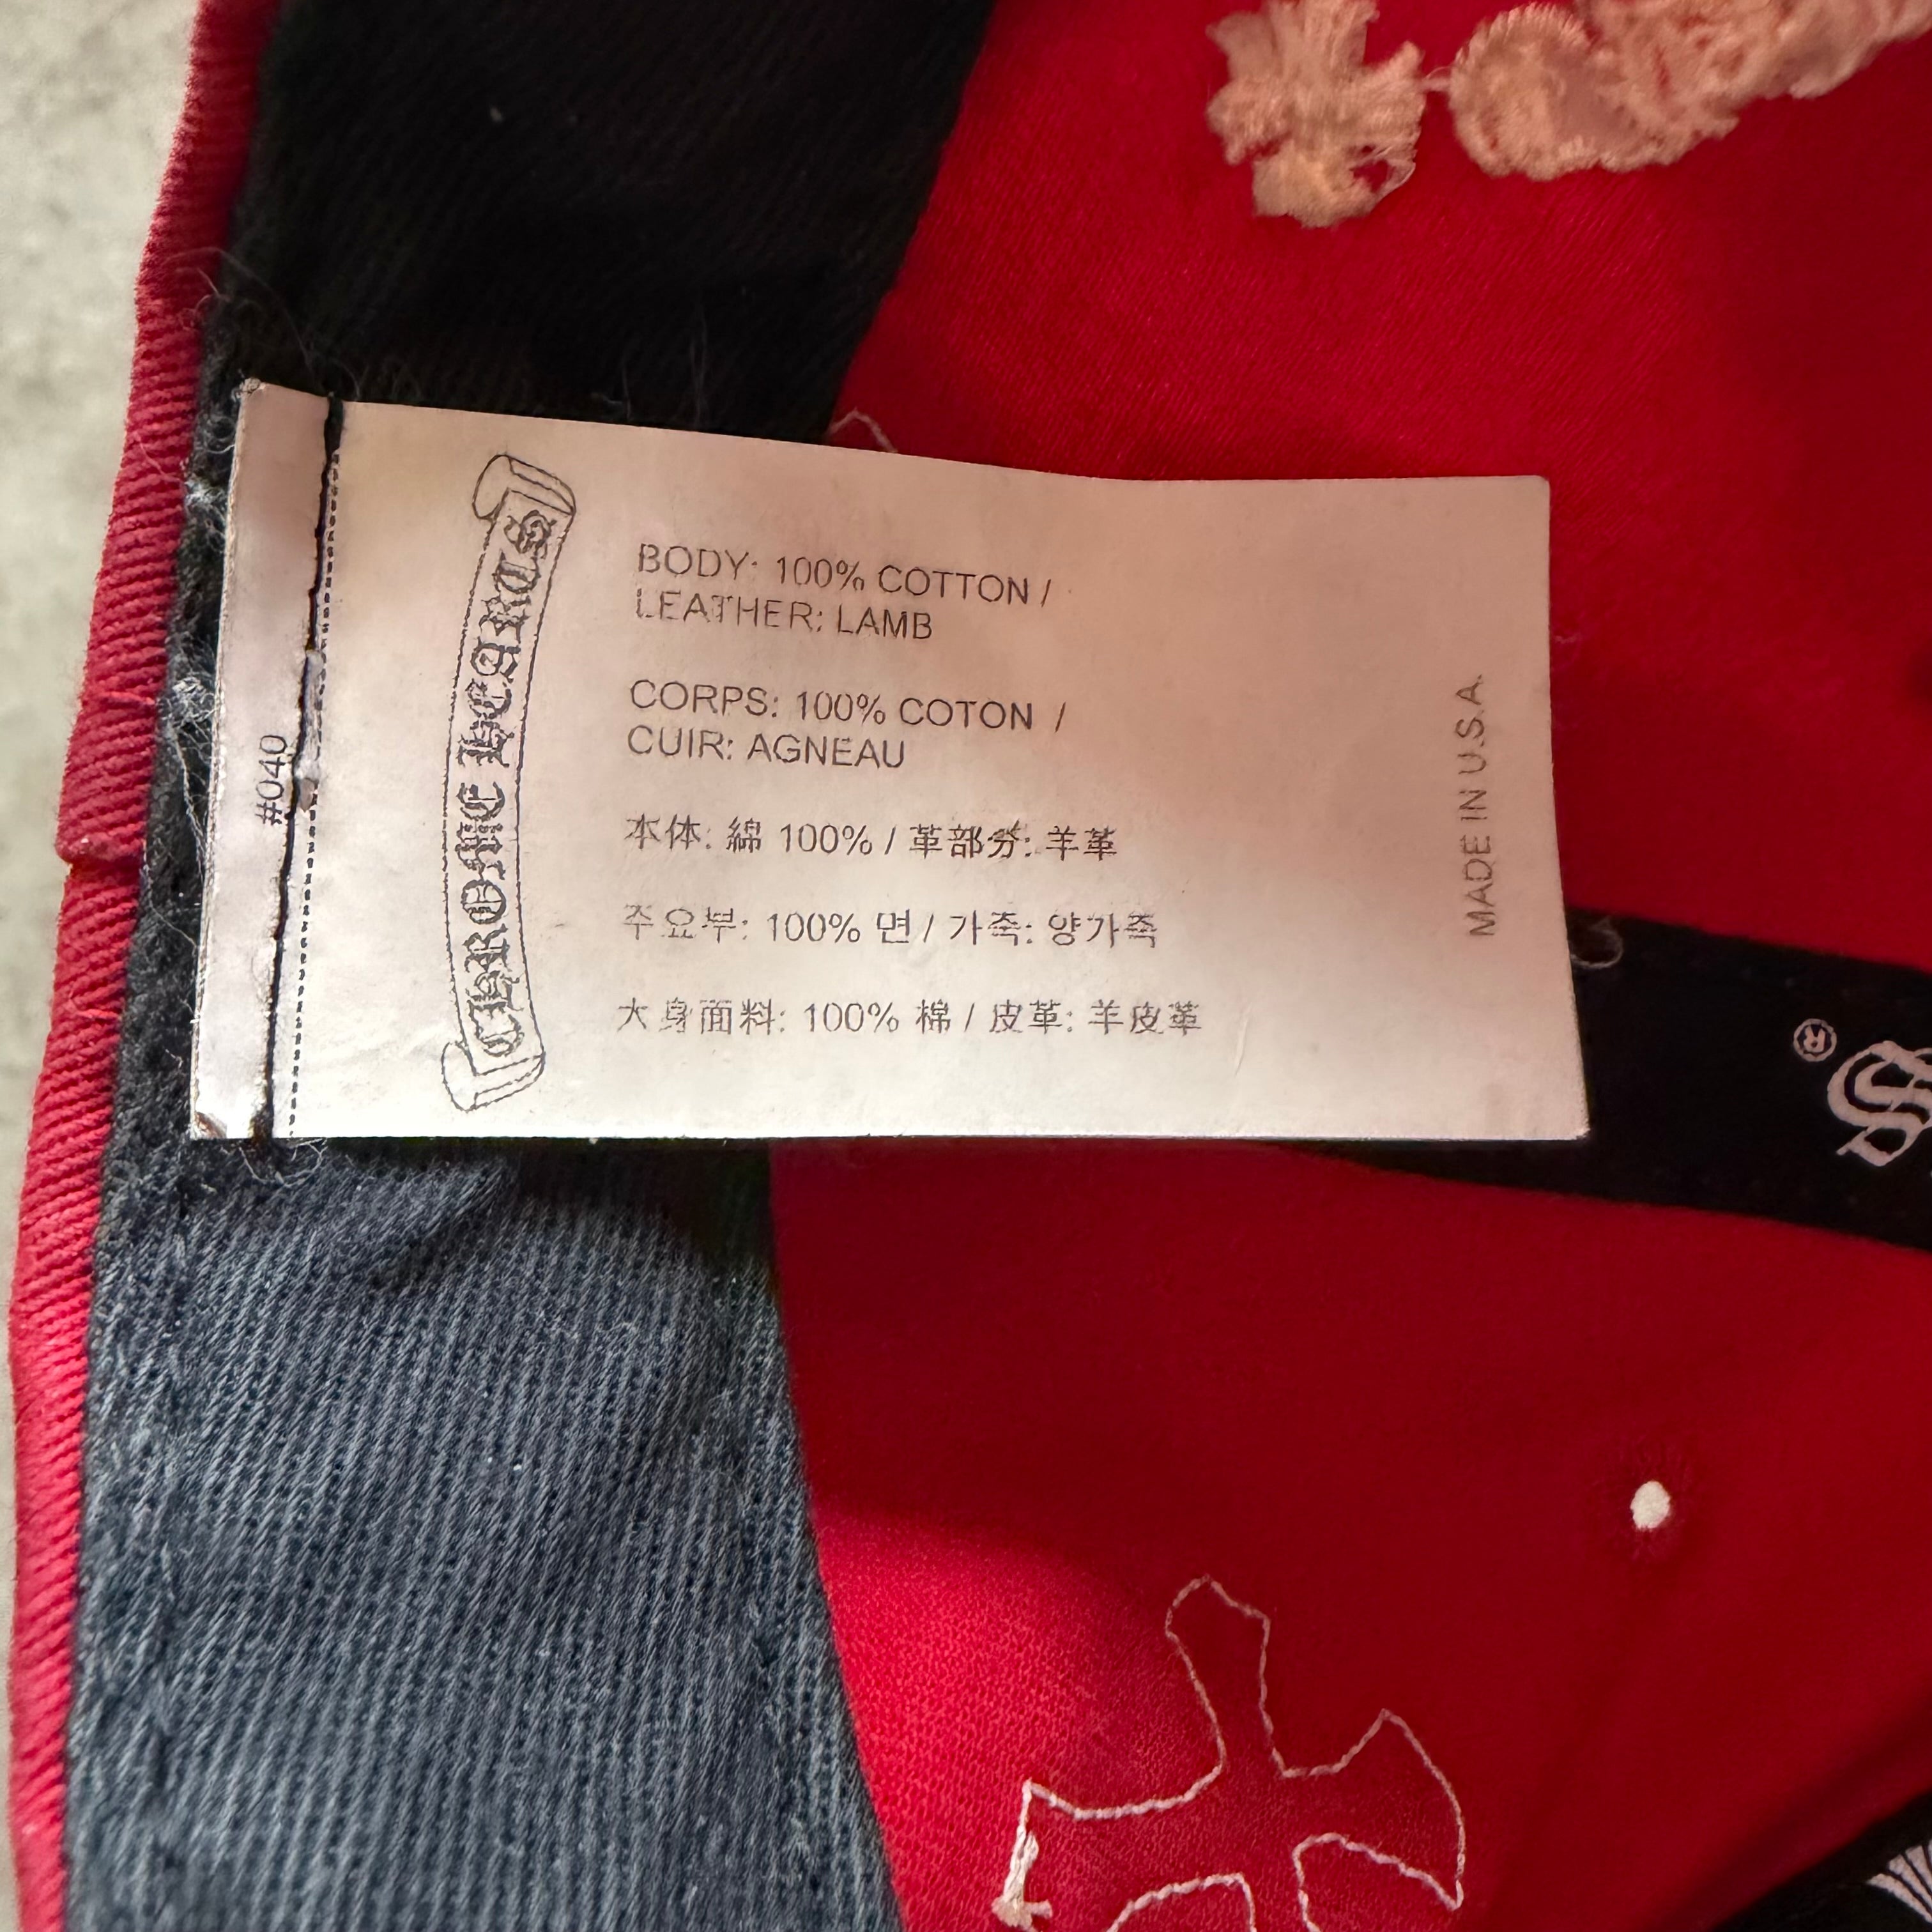 #040
CHROME HEARTS
BODY: 100% COTTON /
LEATHER: LAMB
CORPS: 100% COTON /
CUIR: AGNEAU
本体: 綿 100% / 革部分: 羊革
주요부: 100% 면 / 가죽: 양가죽
大身面料: 100% 棉 / 皮革: 羊皮革
MADE IN U.S.A.
S®